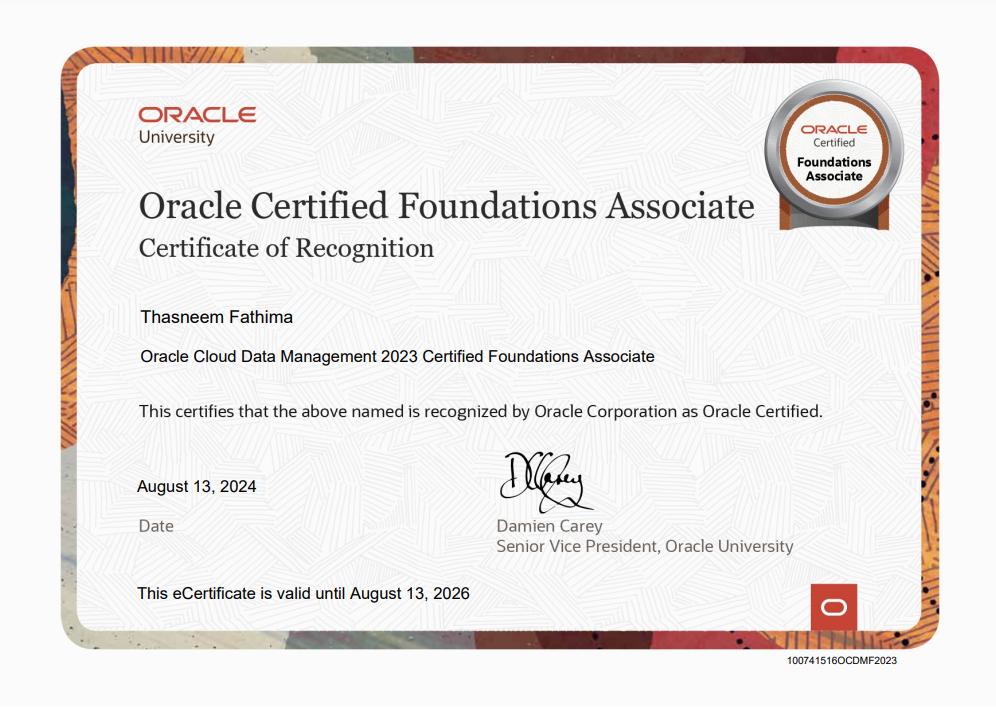 ORACLE
University
ORACLE
Certified
Foundations
Associate
Oracle Certified Foundations Associate
Certificate of Recognition
Thasneem Fathima
Oracle Cloud Data Management 2023 Certified Foundations Associate
This certifies that the above named is recognized by Oracle Corporation as Oracle Certified.
DCarey
August 13, 2024
Date
Damien Carey
Senior Vice President, Oracle University
This eCertificate is valid until August 13, 2026
100741516OCDMF2023